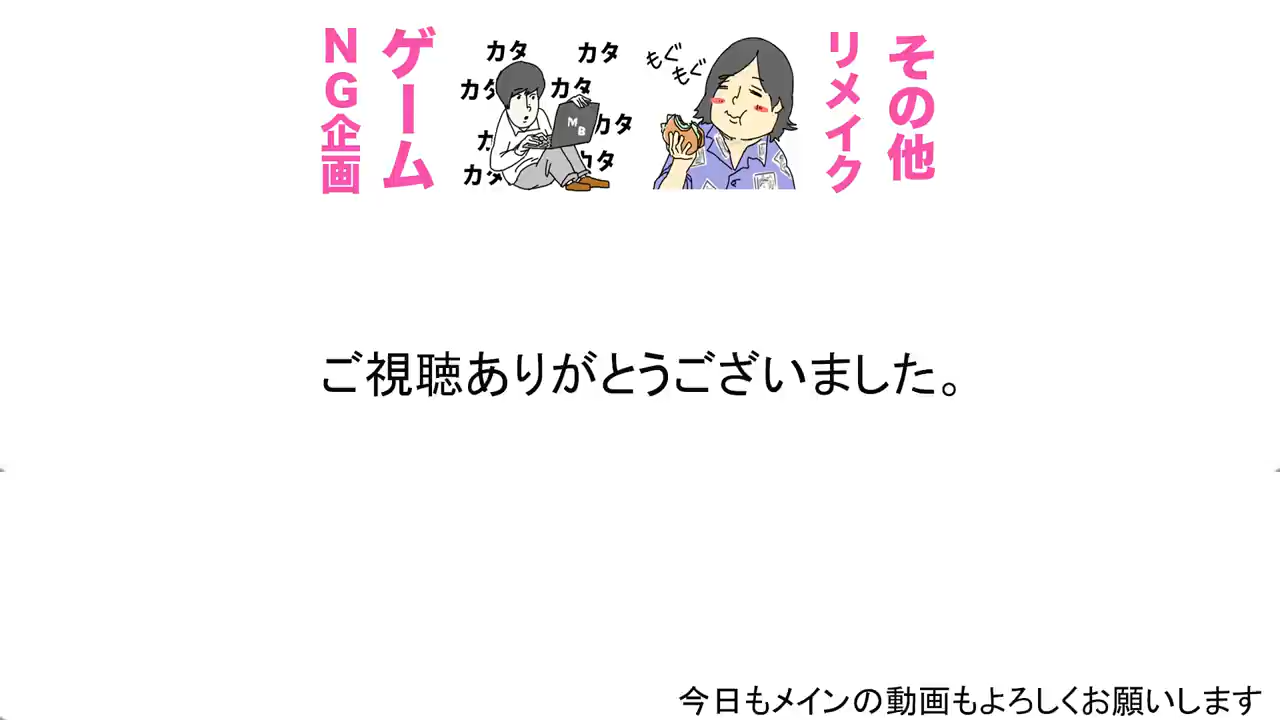 ゲーム
NG企画
カタ
カタ
カタ
カタ
カタ
カタ
カタ
カタ
MB
もぐ
もぐ
その他
リメイク
ご視聴ありがとうございました。
今日もメインの動画もよろしくお願いします